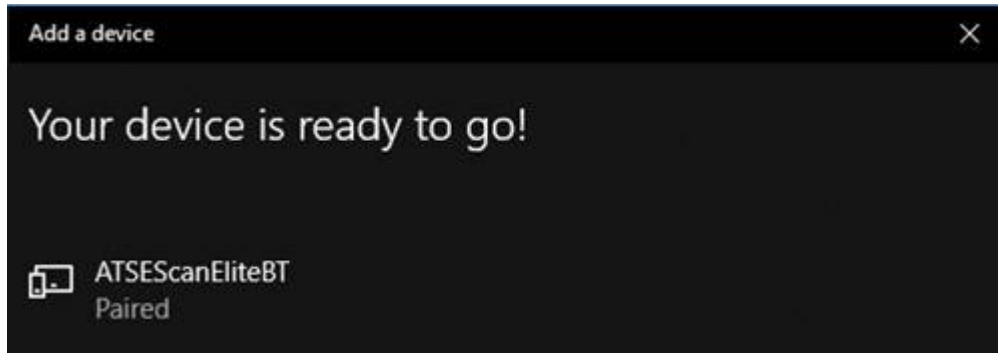 Add a device
Your device is ready to go!
ATSEScanEliteBT
Paired